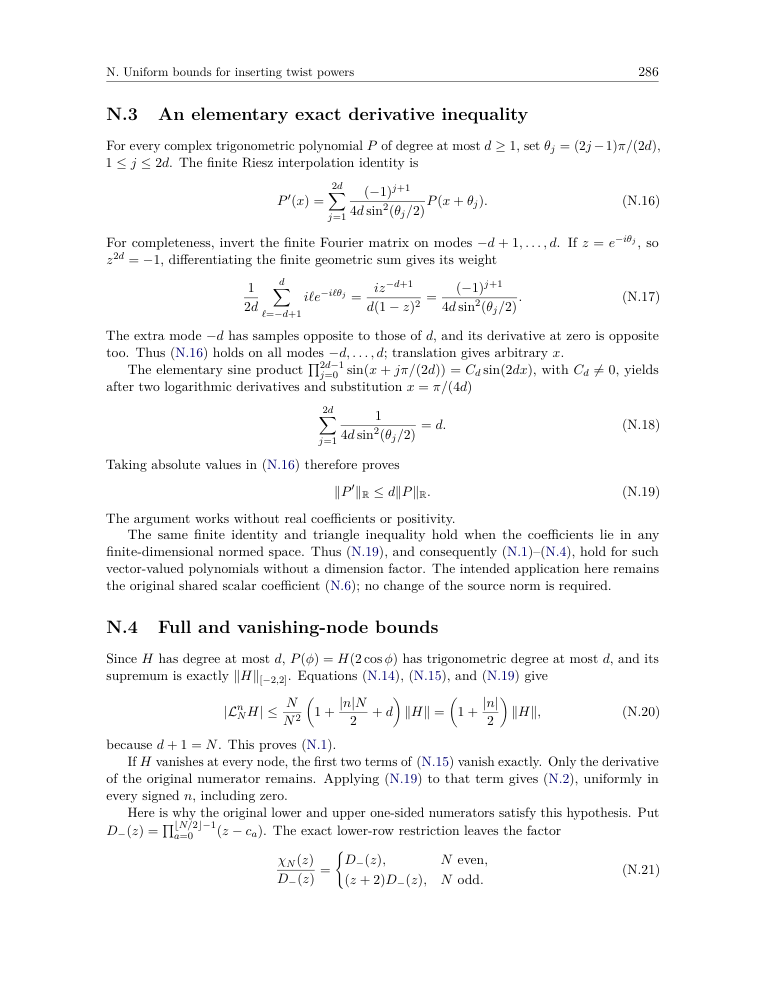 N. Uniform bounds for inserting twist powers 286
N.3 An elementary exact derivative inequality
For every complex trigonometric polynomial P of degree at most d ≥ 1, set θ_j = (2j−1)π/(2d),
1 ≤ j ≤ 2d. The finite Riesz interpolation identity is
P′(x) = ∑_{j=1}^{2d} \frac{(−1)^{j+1}}{4d sin²(θ_j/2)} P(x + θ_j). (N.16)
For completeness, invert the finite Fourier matrix on modes −d + 1, . . . , d. If z = e^{−iθ_j}, so
z^{2d} = −1, differentiating the finite geometric sum gives its weight
\frac{1}{2d} ∑_{ℓ=−d+1}^{d} iℓe^{−iℓθ_j} = \frac{iz^{−d+1}}{d(1 − z)²} = \frac{(−1)^{j+1}}{4d sin²(θ_j/2)}. (N.17)
The extra mode −d has samples opposite to those of d, and its derivative at zero is opposite
too. Thus (N.16) holds on all modes −d, . . . , d; translation gives arbitrary x.
The elementary sine product ∏_{j=0}^{2d−1} sin(x + jπ/(2d)) = C_d sin(2dx), with C_d ≠ 0, yields
after two logarithmic derivatives and substitution x = π/(4d)
∑_{j=1}^{2d} \frac{1}{4d sin²(θ_j/2)} = d. (N.18)
Taking absolute values in (N.16) therefore proves
‖P′‖_ℝ ≤ d‖P‖_ℝ. (N.19)
The argument works without real coefficients or positivity.
The same finite identity and triangle inequality hold when the coefficients lie in any
finite-dimensional normed space. Thus (N.19), and consequently (N.1)–(N.4), hold for such
vector-valued polynomials without a dimension factor. The intended application here remains
the original shared scalar coefficient (N.6); no change of the source norm is required.
N.4 Full and vanishing-node bounds
Since H has degree at most d, P(ϕ) = H(2 cos ϕ) has trigonometric degree at most d, and its
supremum is exactly ‖H‖_{[−2,2]}. Equations (N.14), (N.15), and (N.19) give
|ℒ_N^n H| ≤ \frac{N}{N²} (1 + \frac{|n|N}{2} + d) ‖H‖ = (1 + \frac{|n|}{2}) ‖H‖, (N.20)
because d + 1 = N. This proves (N.1).
If H vanishes at every node, the first two terms of (N.15) vanish exactly. Only the derivative
of the original numerator remains. Applying (N.19) to that term gives (N.2), uniformly in
every signed n, including zero.
Here is why the original lower and upper one-sided numerators satisfy this hypothesis. Put
D_−(z) = ∏_{a=0}^{⌊N/2⌋−1}(z − c_a). The exact lower-row restriction leaves the factor
\frac{χ_N(z)}{D_−(z)} = { D_−(z), N even, (N.21)
(z + 2)D_−(z), N odd.